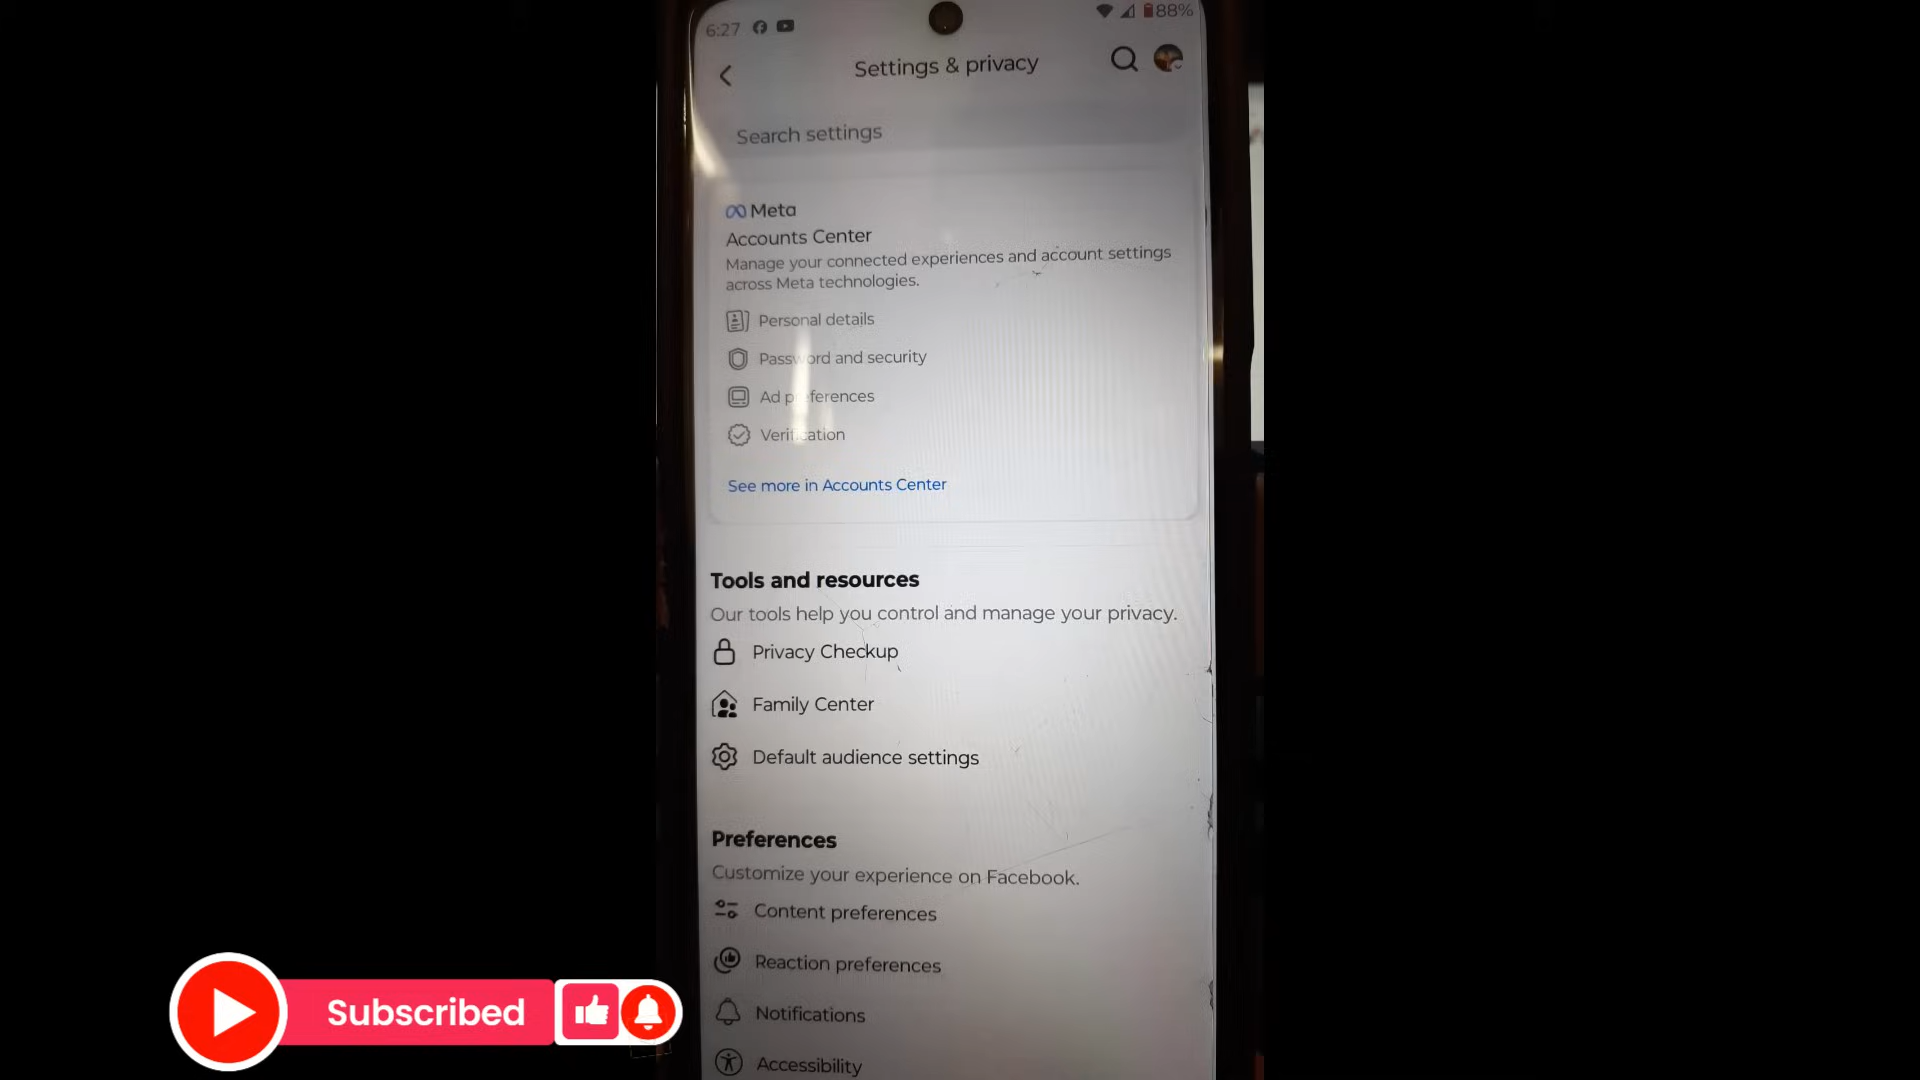 6:27
88%
Settings & privacy
Search settings
Meta
Accounts Center
Manage your connected experiences and account settings
across Meta technologies.
Personal details
Password and security
Ad preferences
Verification
See more in Accounts Center
Tools and resources
Our tools help you control and manage your privacy.
Privacy Checkup
Family Center
Default audience settings
Preferences
Customize your experience on Facebook.
Content preferences
Reaction preferences
Notifications
Accessibility
Subscribed